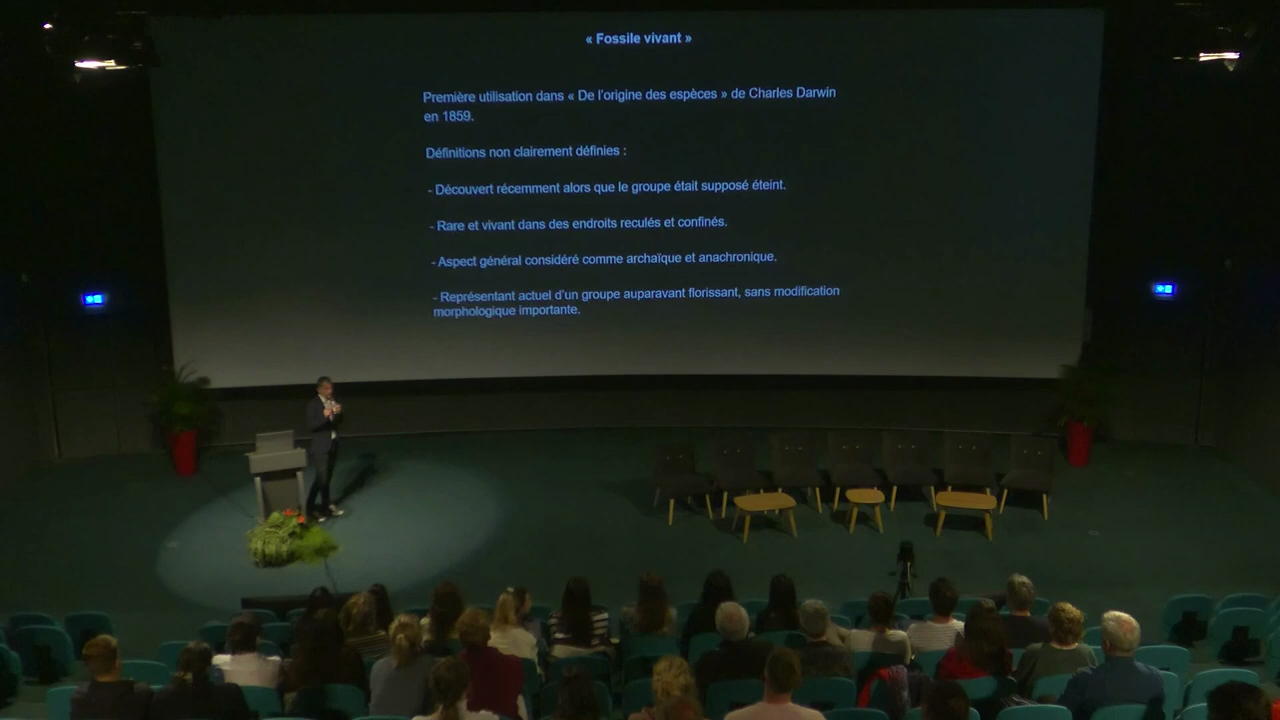 « Fossile vivant »
Première utilisation dans « De l'origine des espèces » de Charles Darwin
en 1859.
Définitions non clairement définies :
- Découvert récemment alors que le groupe était supposé éteint.
- Rare et vivant dans des endroits reculés et confinés.
- Aspect général considéré comme archaïque et anachronique.
- Représentant actuel d'un groupe auparavant florissant, sans modification
morphologique importante.